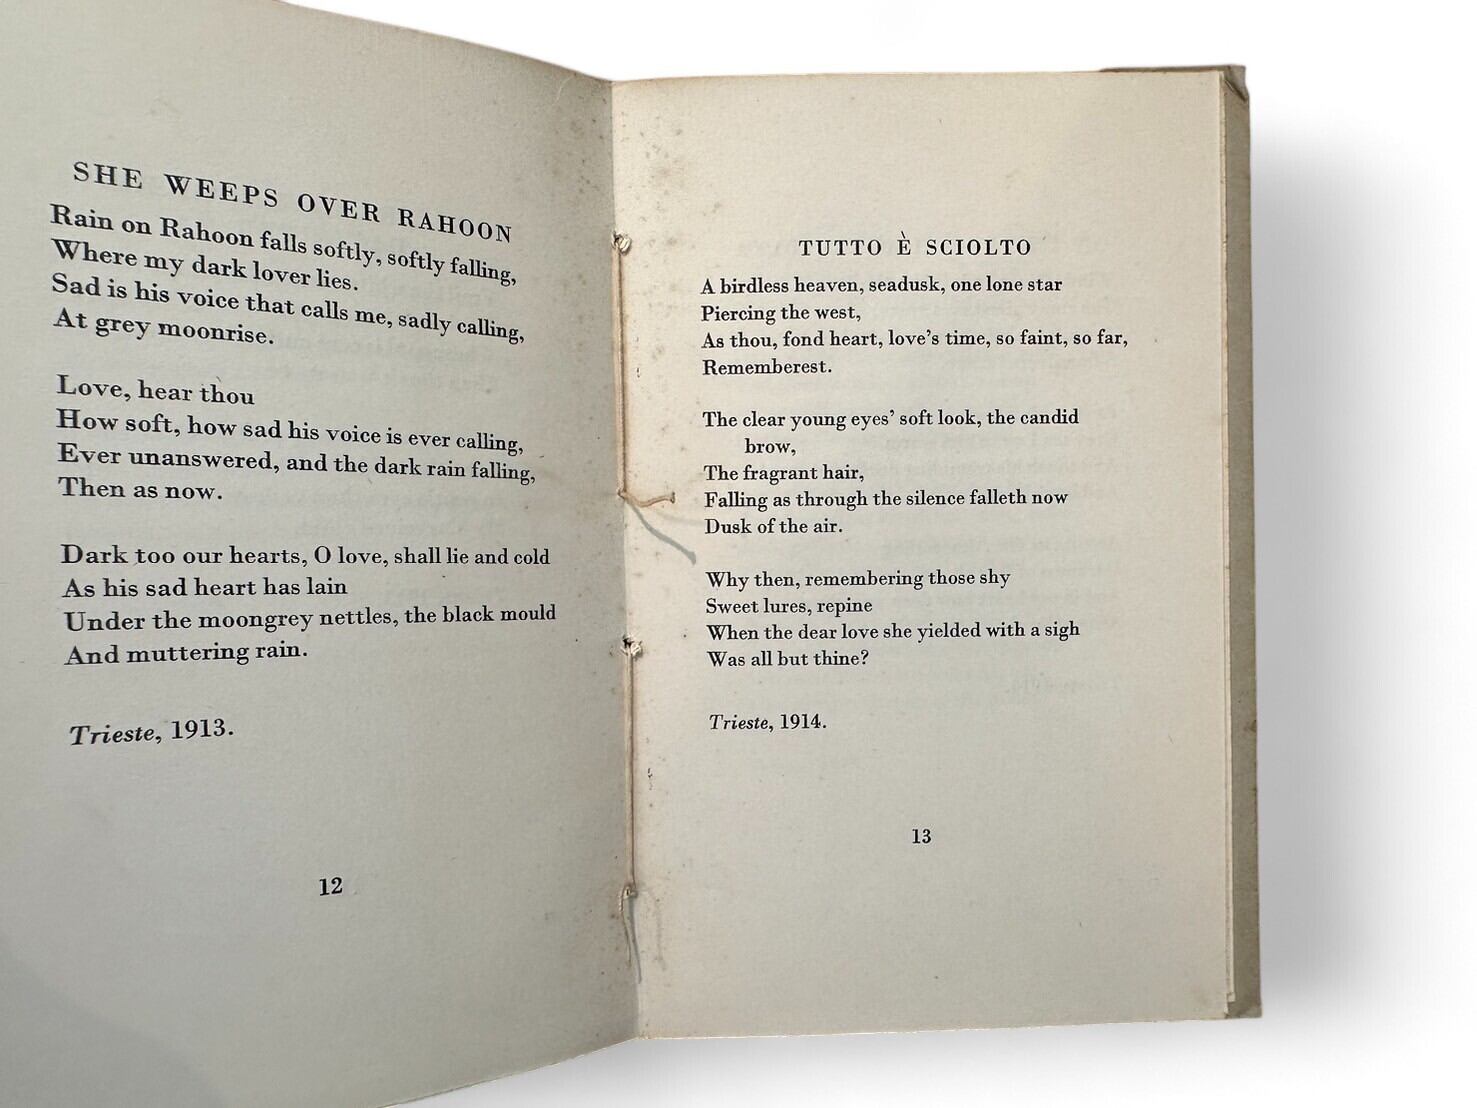 SHE WEEPS OVER RAHOON
Rain on Rahoon falls softly, softly falling,
Where my dark lover lies.
Sad is his voice that calls me, sadly calling,
At grey moonrise.
Love, hear thou
How soft, how sad his voice is ever calling,
Ever unanswered, and the dark rain falling,
Then as now.
Dark too our hearts, O love, shall lie and cold
As his sad heart has lain
Under the moongrey nettles, the black mould
And muttering rain.
Trieste, 1913.
12
TUTTO È SCIOLTO
A birdless heaven, seadusk, one lone star
Piercing the west,
As thou, fond heart, love's time, so faint, so far,
Rememberest.
The clear young eyes' soft look, the candid
brow,
The fragrant hair,
Falling as through the silence falleth now
Dusk of the air.
Why then, remembering those shy
Sweet lures, repine
When the dear love she yielded with a sigh
Was all but thine?
Trieste, 1914.
13